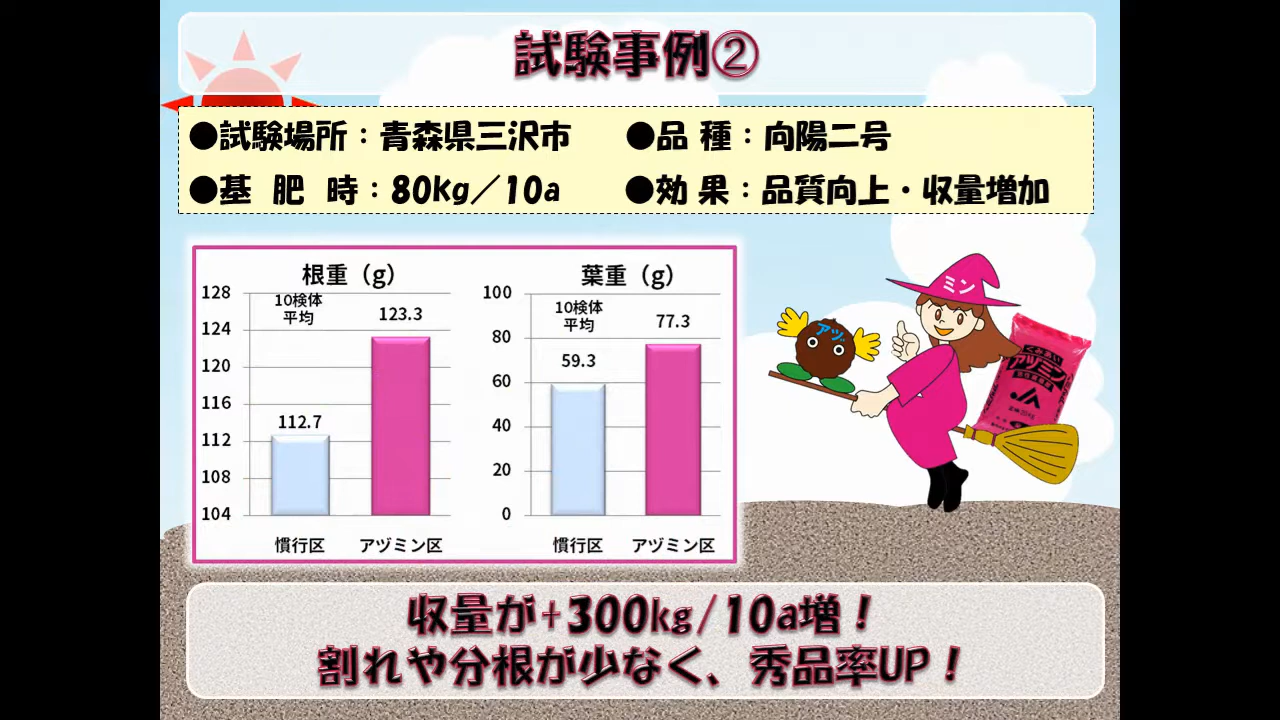 試験事例②
●試験場所：青森県三沢市
●品 種：向陽二号
●基 肥 時：80kg／10a
●効 果：品質向上・収量増加
根重（g）
128
124
120
116
112
108
104
10検体
平均
112.7
123.3
慣行区
アヅミン区
葉重（g）
100
80
60
40
20
0
10検体
平均
59.3
77.3
慣行区
アヅミン区
ミン
アヅ
くみあい
アヅミン
JA
収量が+300kg/10a増！
割れや分根が少なく、秀品率UP！